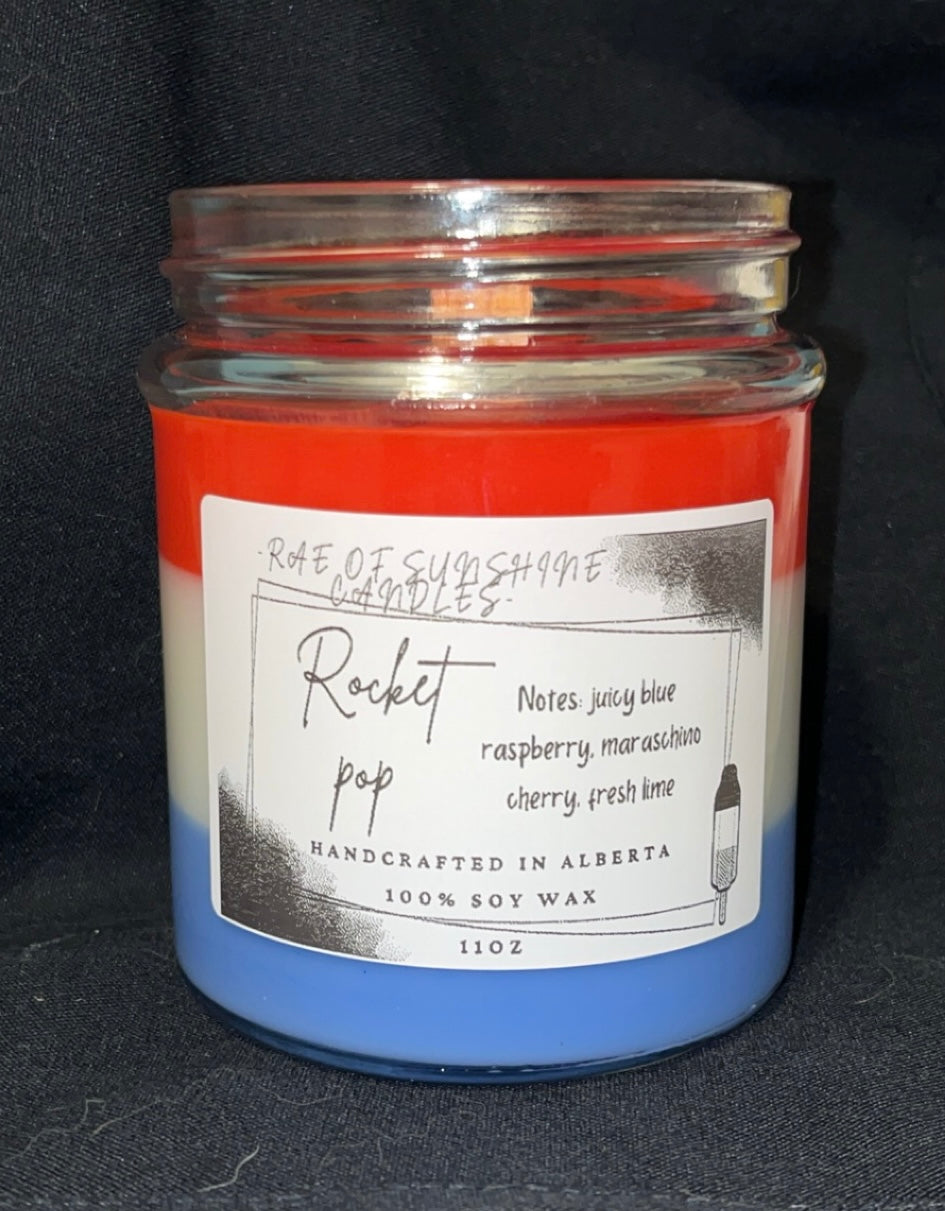 -RAE OF SUNSHINE
CANDLES-
Rocket
pop
Notes: juicy blue
raspberry, maraschino
cherry, fresh lime
HANDCRAFTED IN ALBERTA
100% SOY WAX
11OZ